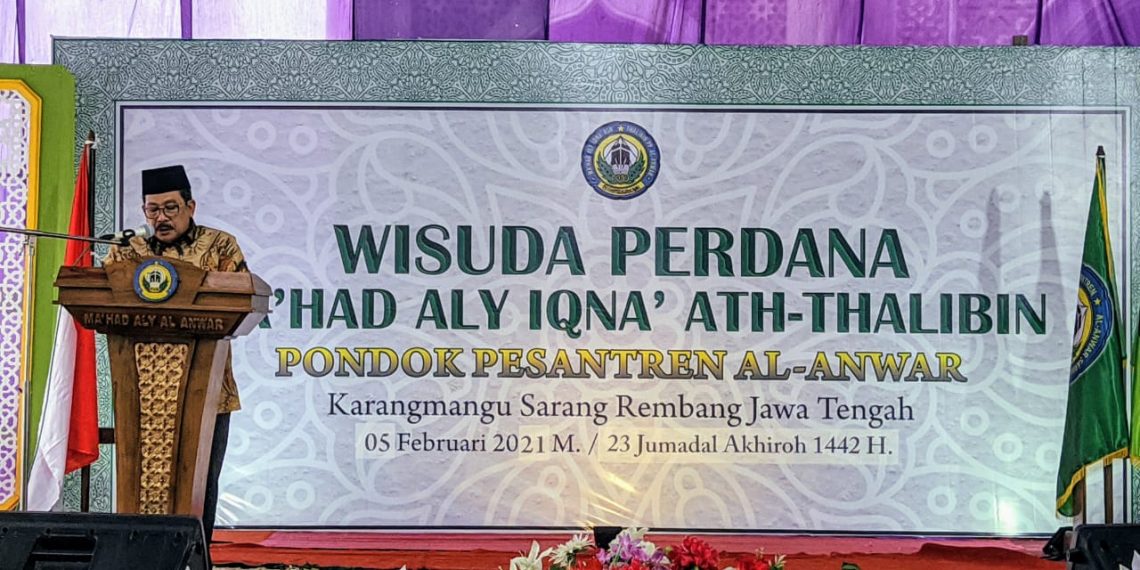 WISUDA PERDANA
'HAD ALY IQNA' ATH-THALIBIN
PONDOK PESANTREN AL-ANWAR
Karangmangu Sarang Rembang Jawa Tengah
05 Februari 2021 M. / 23 Jumadal Akhiroh 1442 H.
MA'HAD ALY AL ANWAR